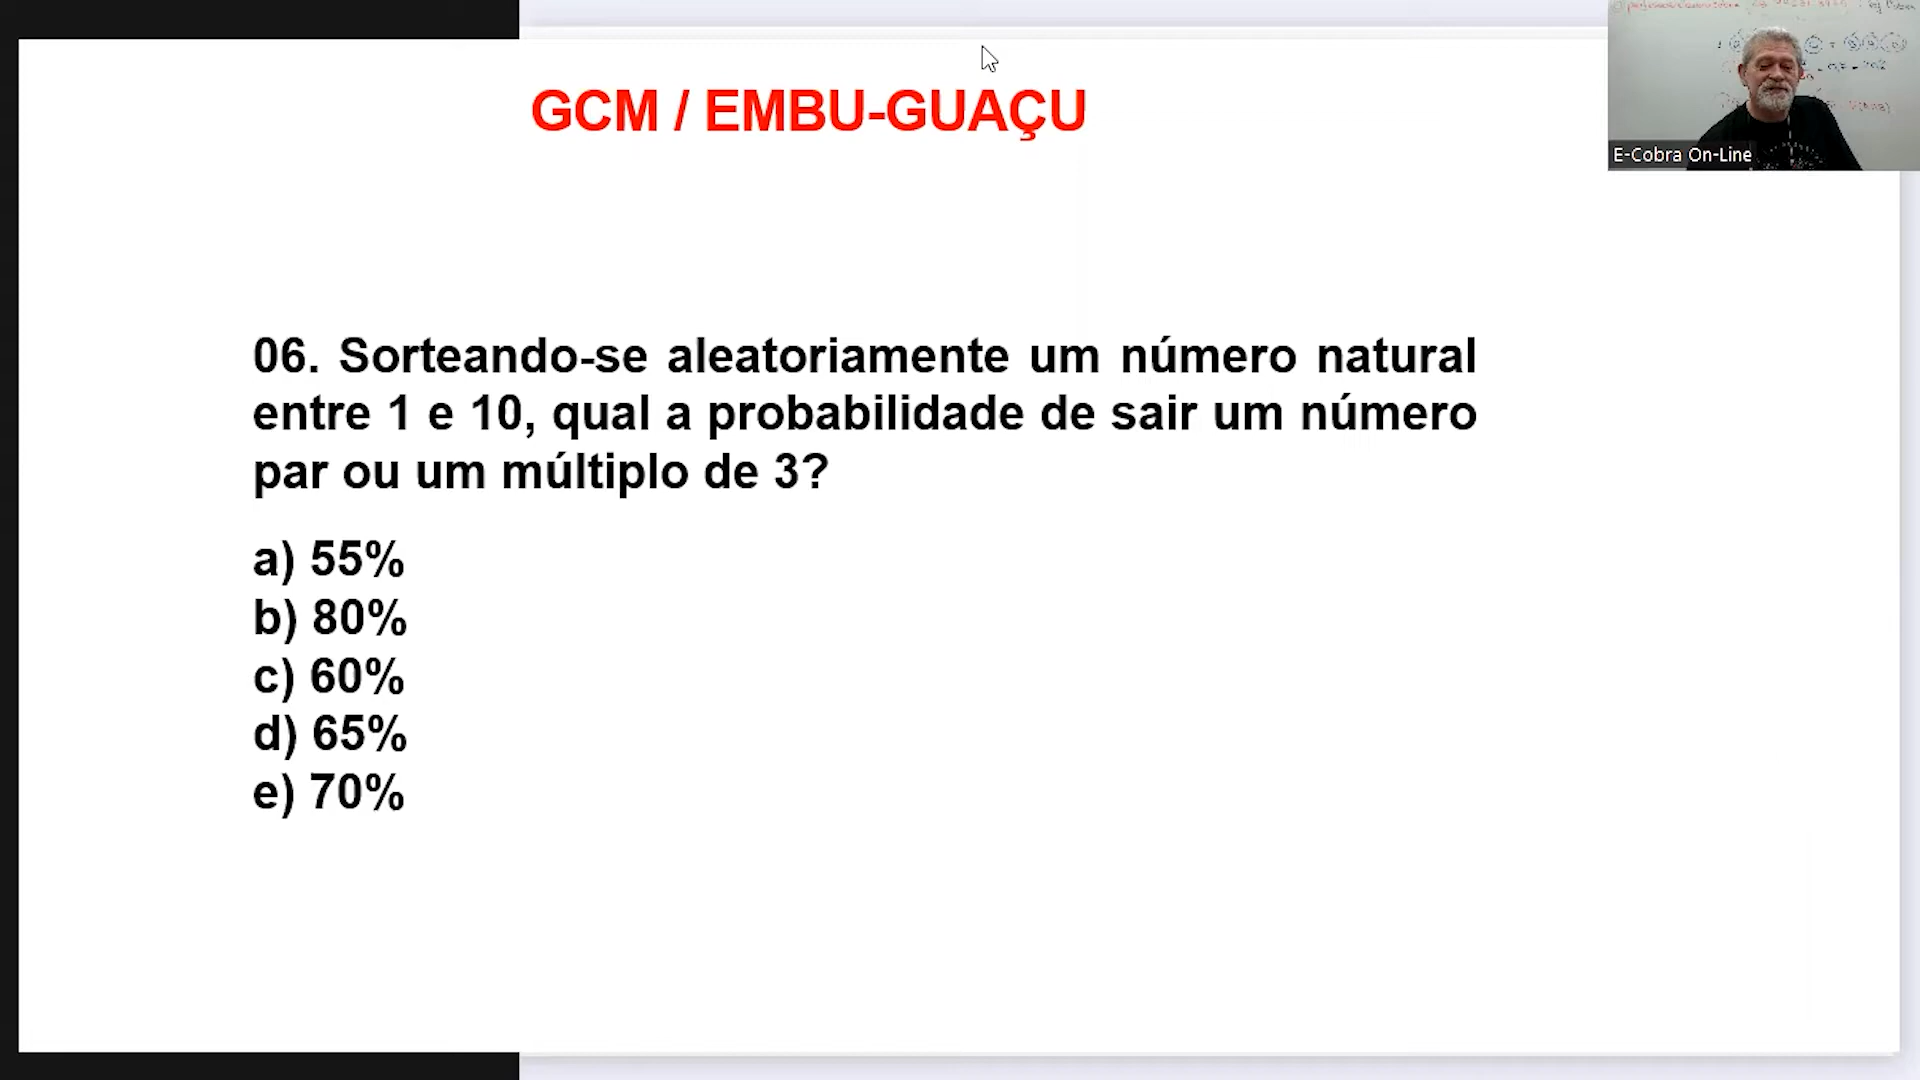 GCM / EMBU-GUAÇU
E-Cobra On-Line
06. Sorteando-se aleatoriamente um número natural
entre 1 e 10, qual a probabilidade de sair um número
par ou um múltiplo de 3?
a) 55%
b) 80%
c) 60%
d) 65%
e) 70%